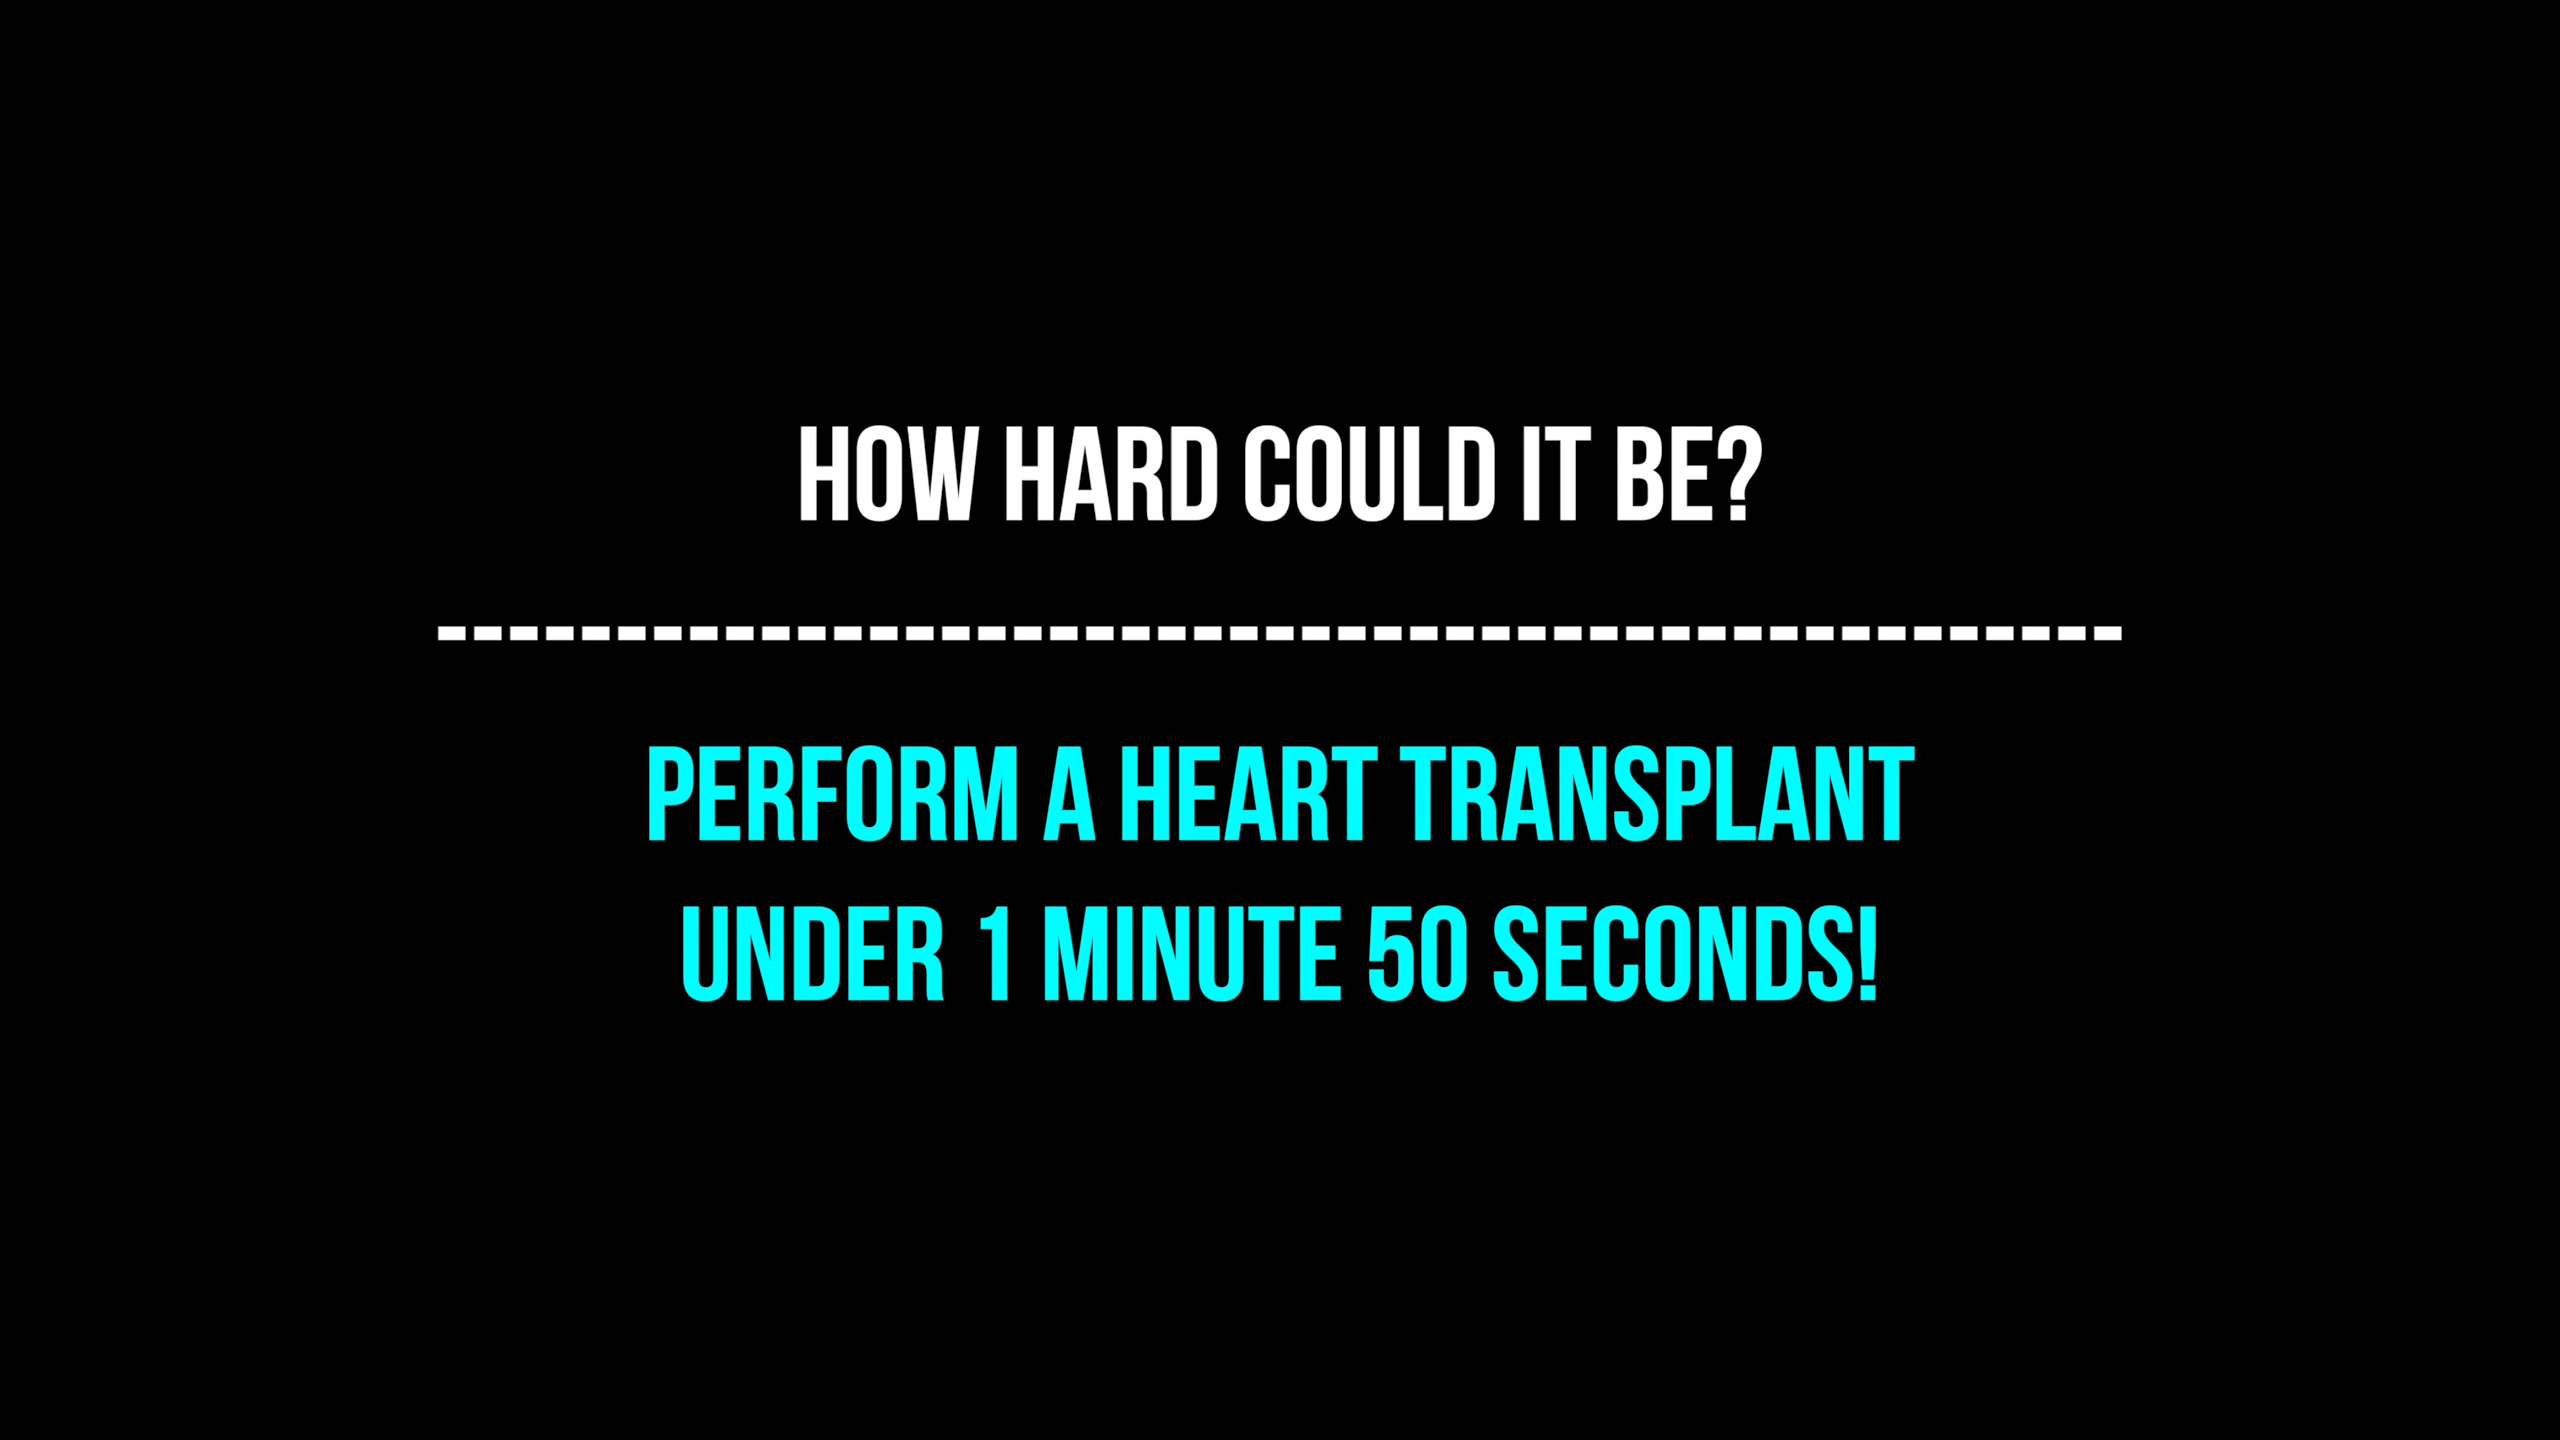 HOW HARD COULD IT BE?
-----------------------------------------------
PERFORM A HEART TRANSPLANT
UNDER 1 MINUTE 50 SECONDS!